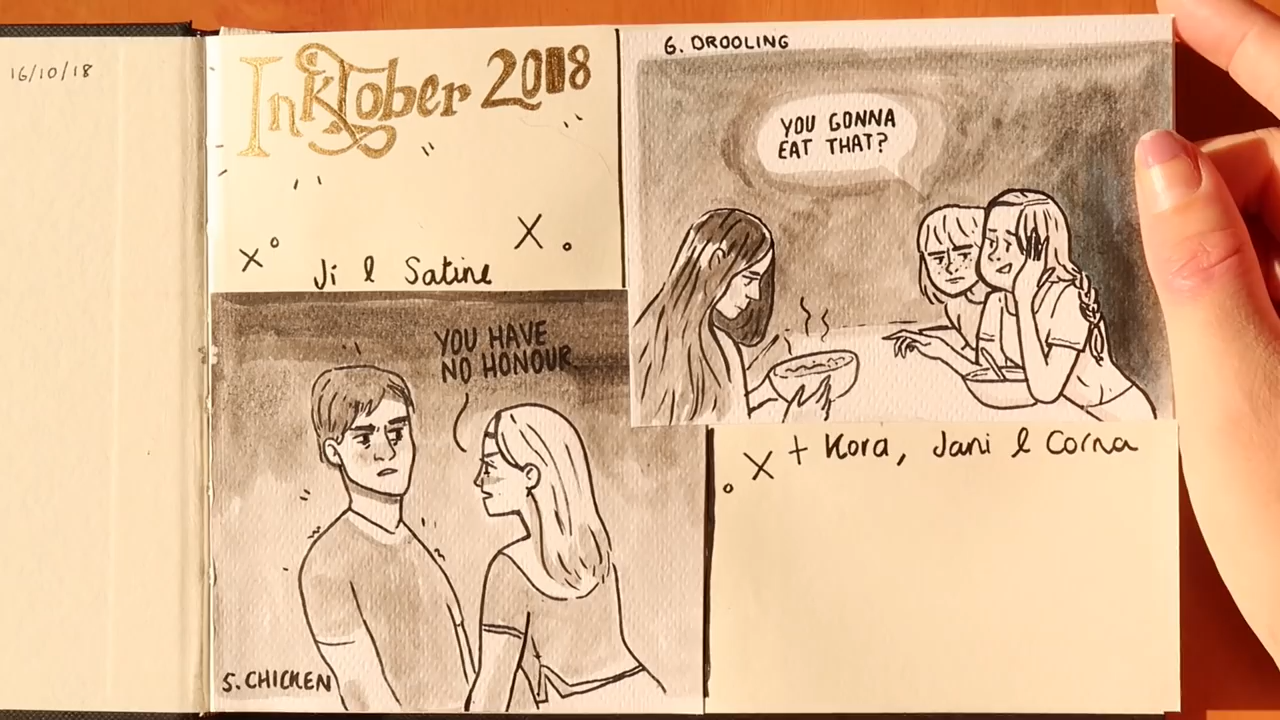 16/10/18
InkTober 2018
Ji & Satine
YOU HAVE
NO HONOUR
5. CHICKEN
6. DROOLING
YOU GONNA
EAT THAT?
+ Kora, Jani & Corna